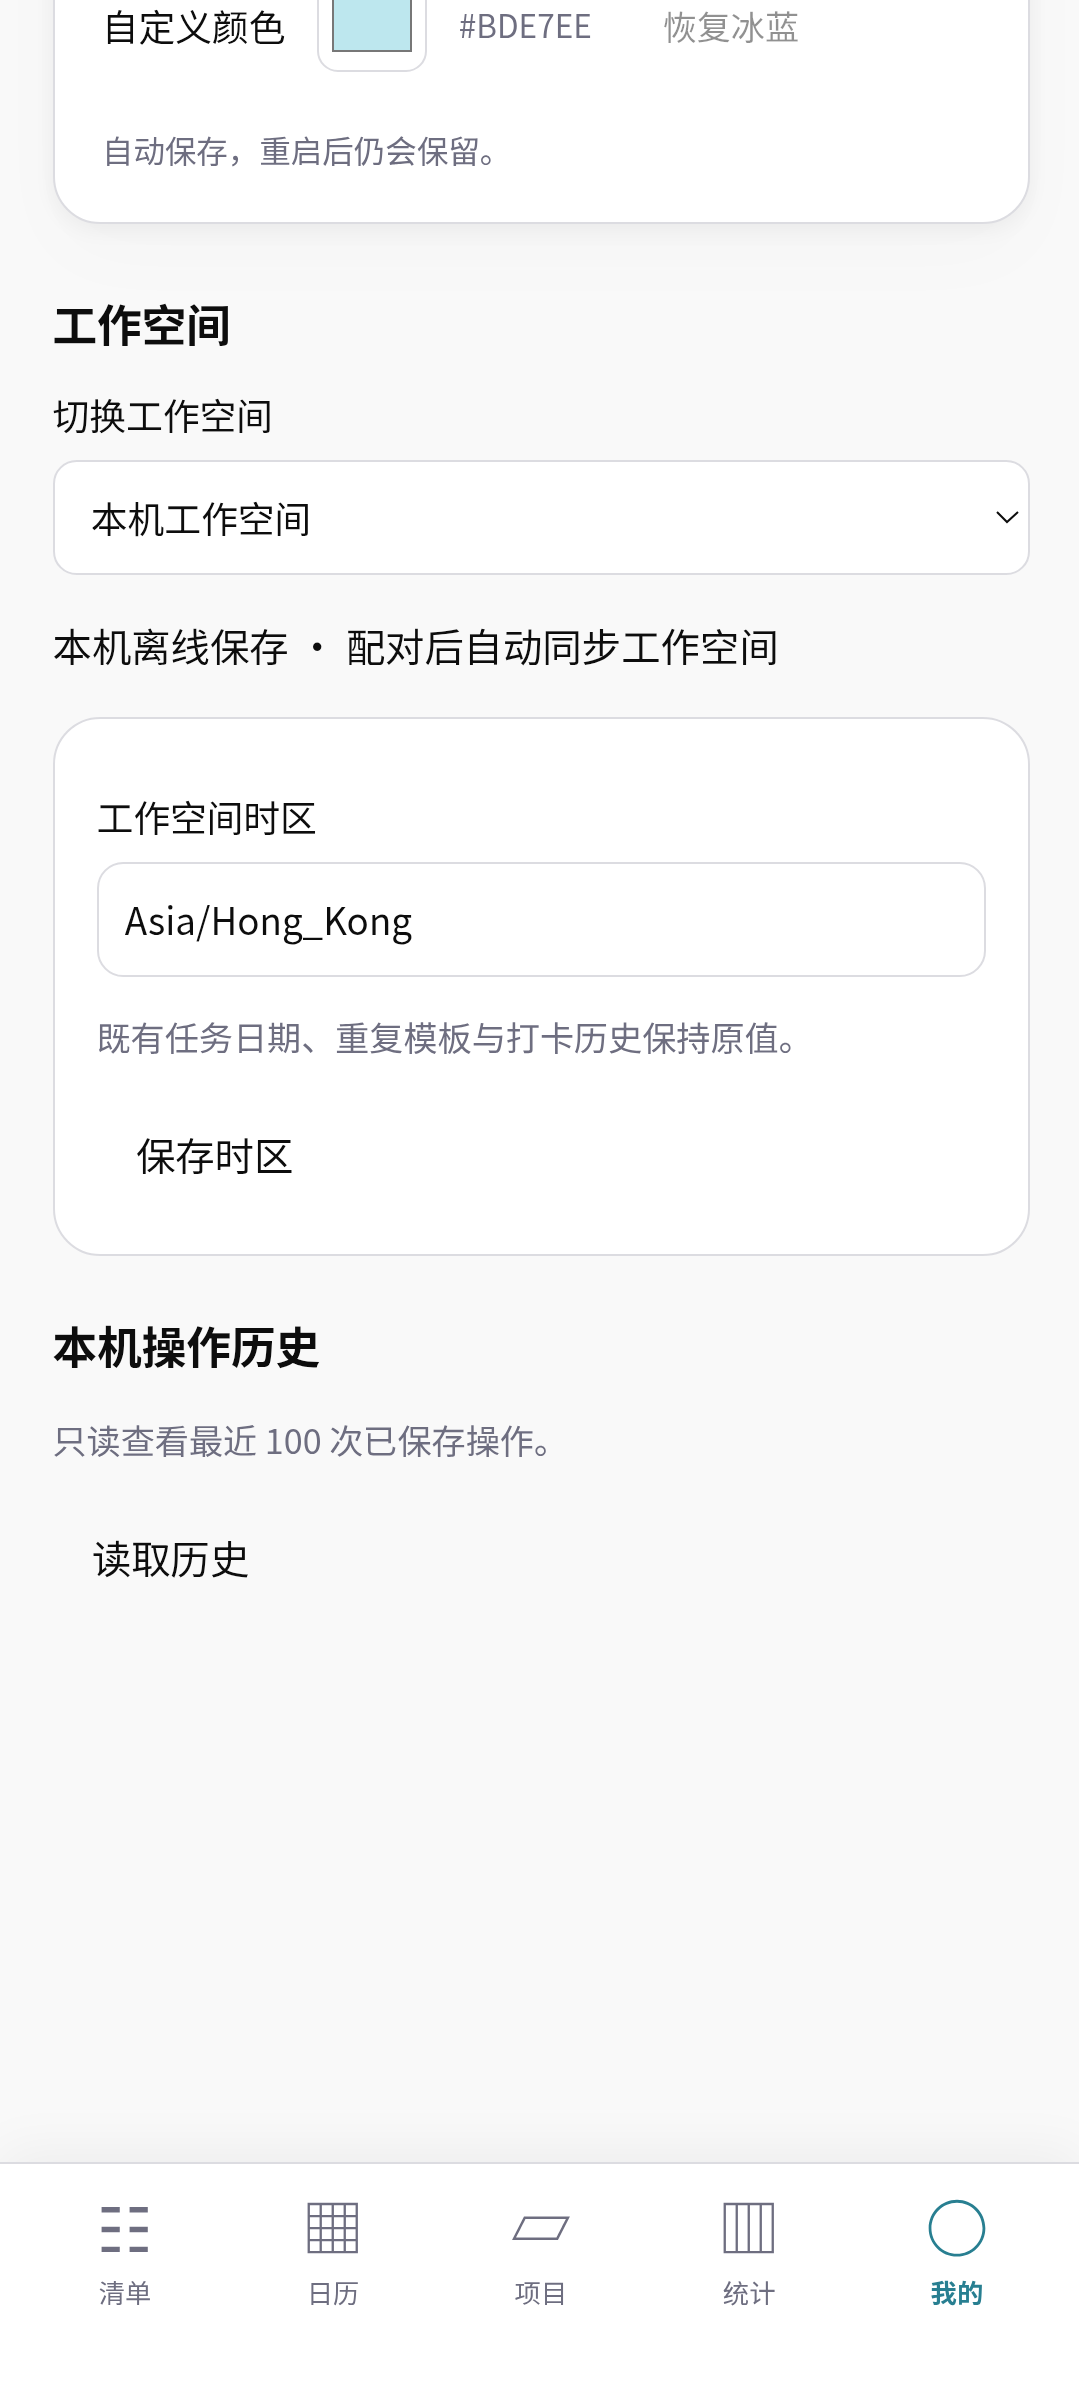 自定义颜色 #BDE7EE 恢复冰蓝
自动保存，重启后仍会保留。
工作空间
切换工作空间
本机工作空间
本机离线保存 · 配对后自动同步工作空间
工作空间时区
Asia/Hong_Kong
既有任务日期、重复模板与打卡历史保持原值。
保存时区
本机操作历史
只读查看最近 100 次已保存操作。
读取历史
清单 日历 项目 统计 我的